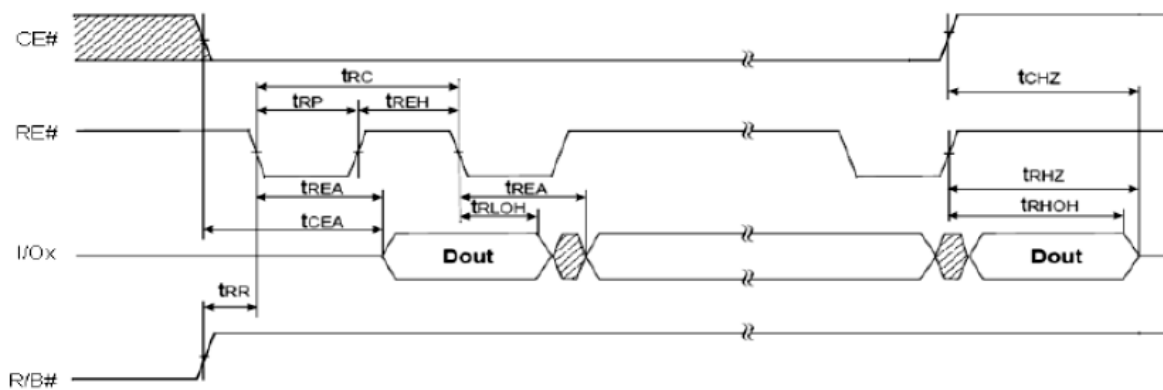 CE#
tRC
tCHZ
tRP
tREH
RE#
tREA
tREA
tRHZ
tCEA
tRLOH
tRHOH
I/Ox
Dout
Dout
tRR
R/B#